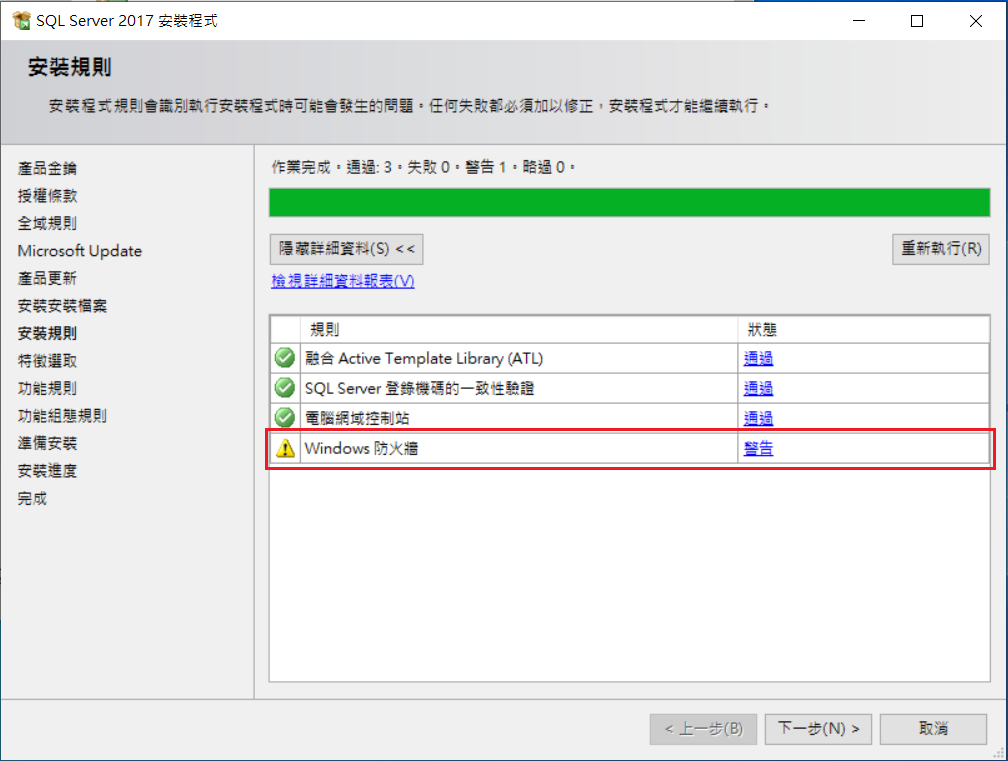 SQL Server 2017 安裝程式
安裝規則
安裝程式規則會識別執行安裝程式時可能會發生的問題。任何失敗都必須加以修正，安裝程式才能繼續執行。
產品金鑰
授權條款
全域規則
Microsoft Update
產品更新
安裝安裝檔案
安裝規則
特徵選取
功能規則
功能組態規則
準備安裝
安裝進度
完成
作業完成。通過: 3。失敗 0。警告 1。略過 0。
隱藏詳細資料(S) <<
重新執行(R)
檢視詳細資料報表(V)
規則 狀態
融合 Active Template Library (ATL) 通過
SQL Server 登錄機碼的一致性驗證 通過
電腦網域控制站 通過
Windows 防火牆 警告
< 上一步(B) 下一步(N) > 取消